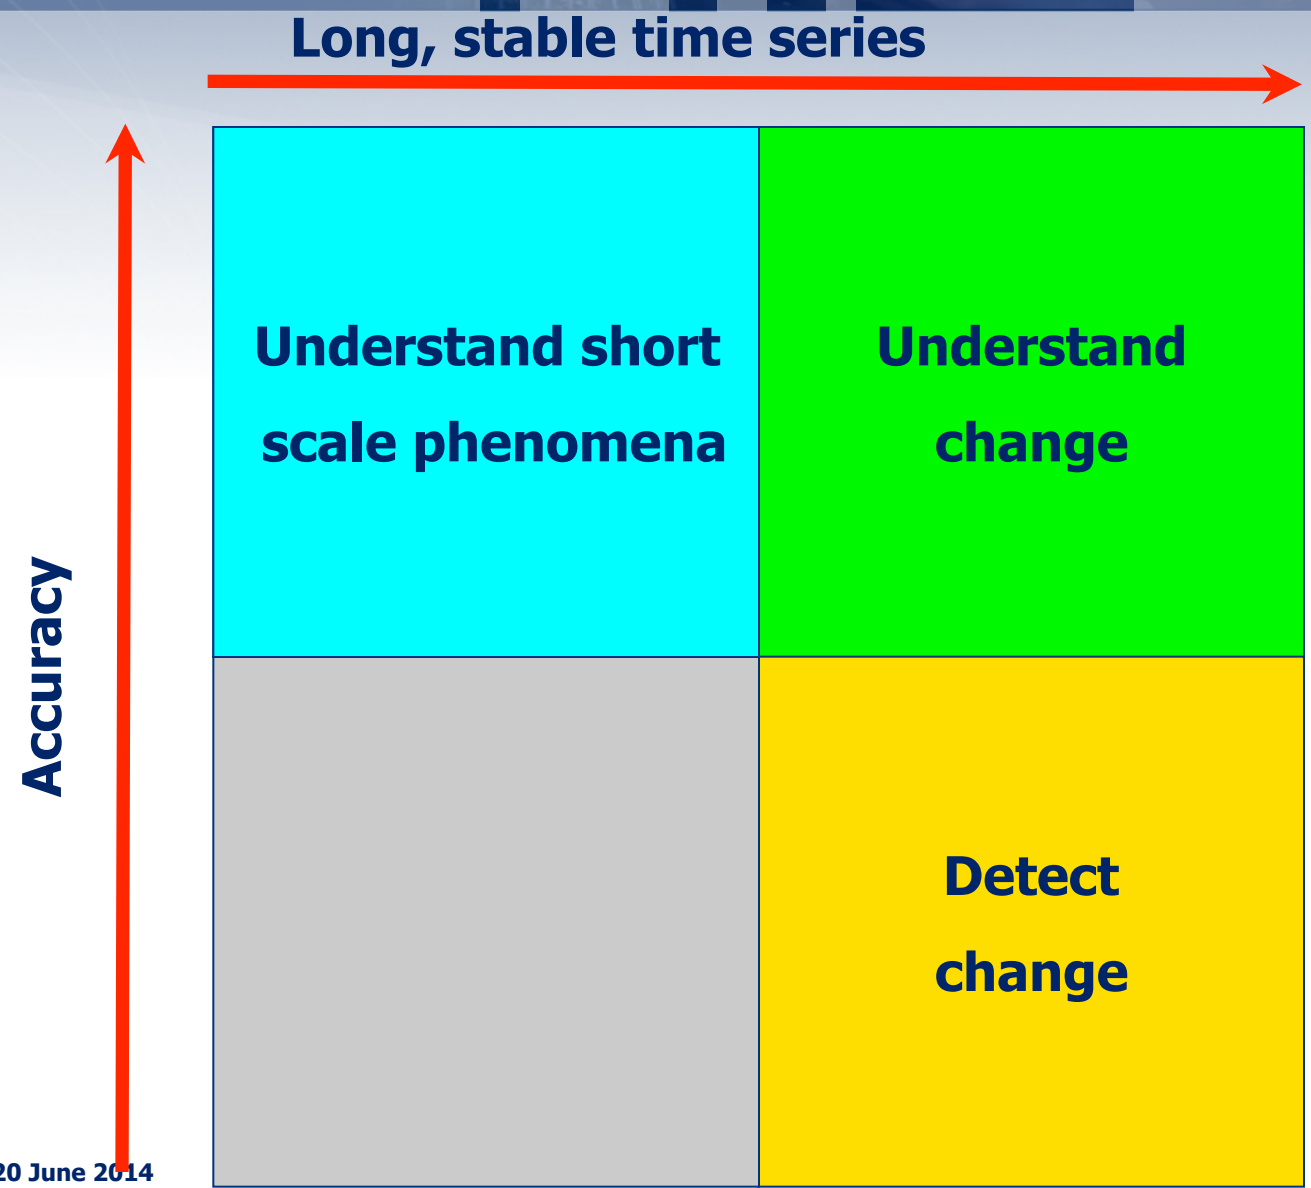 Long, stable time series
Understand short
scale phenomena
Understand
change
Accuracy
Detect
change
20 June 2014